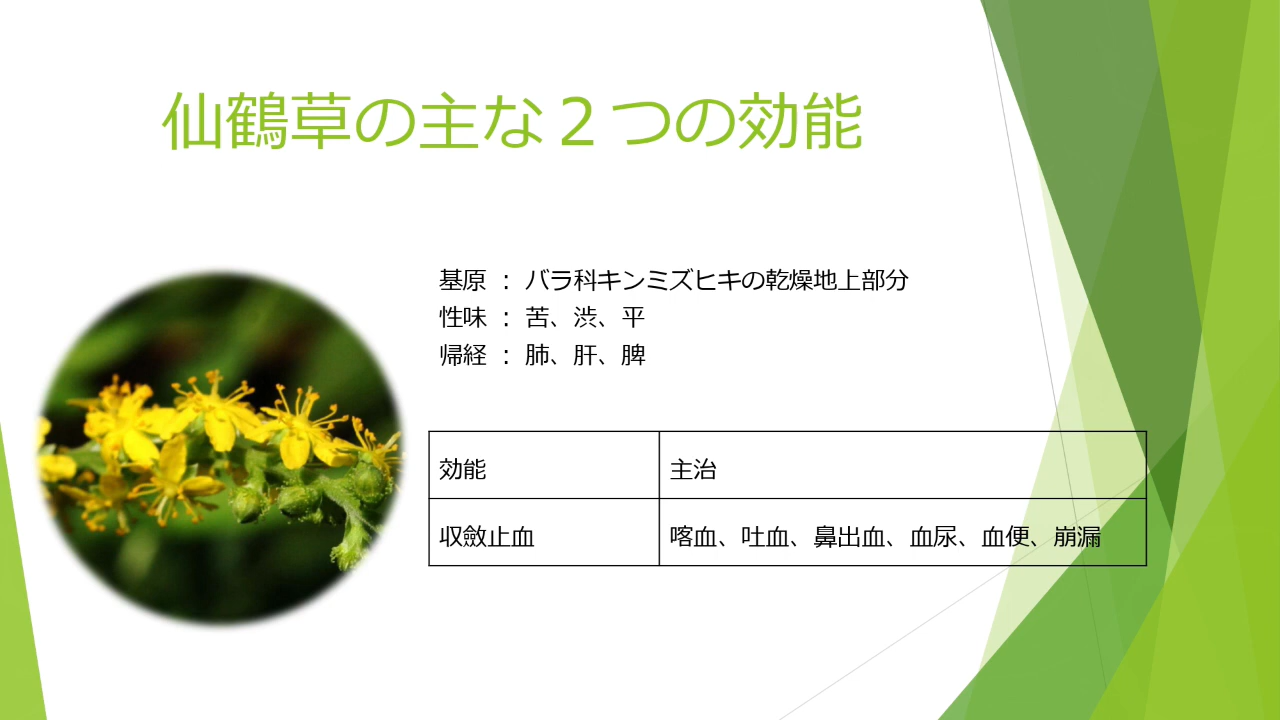 仙鶴草の主な２つの効能
基原 ： バラ科キンミズヒキの乾燥地上部分
性味 ： 苦、渋、平
帰経 ： 肺、肝、脾
効能 主治
収斂止血 喀血、吐血、鼻出血、血尿、血便、崩漏